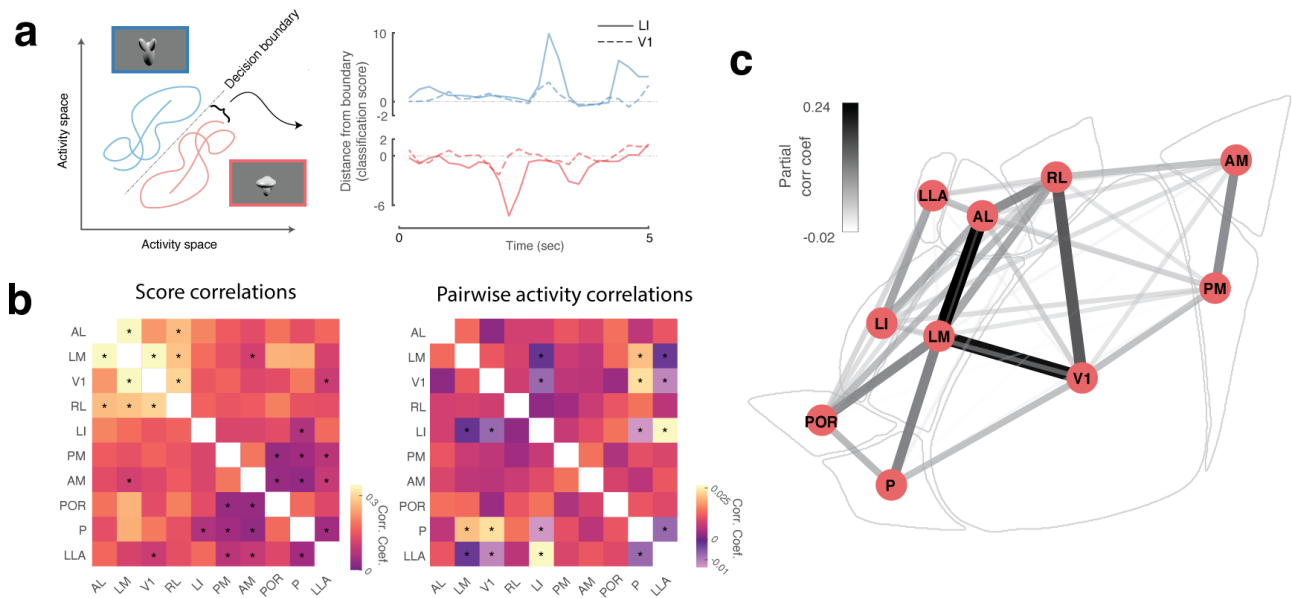 a
Activity space
Activity space
Decision boundary
Distance from boundary
(classification score)
10
0
-2
2
0
-6
LI
V1
0
Time (sec)
5
b
Score correlations
AL
LM
V1
RL
LI
PM
AM
POR
P
LLA
AL
LM
V1
RL
LI
PM
AM
POR
P
LLA
* *
* * * *
* * *
* * *
*
* * *
* * * *
* *
* * * *
* * * *
0.3
0
Corr. Coef.
Pairwise activity correlations
AL
LM
V1
RL
LI
PM
AM
POR
P
LLA
AL
LM
V1
RL
LI
PM
AM
POR
P
LLA
* * *
* * *
* * * *
* * * *
* * * *
0.025
0
-0.01
Corr. Coef.
c
0.24
-0.02
Partial
corr coef
AM
RL
LLA
AL
PM
LI
LM
V1
POR
P